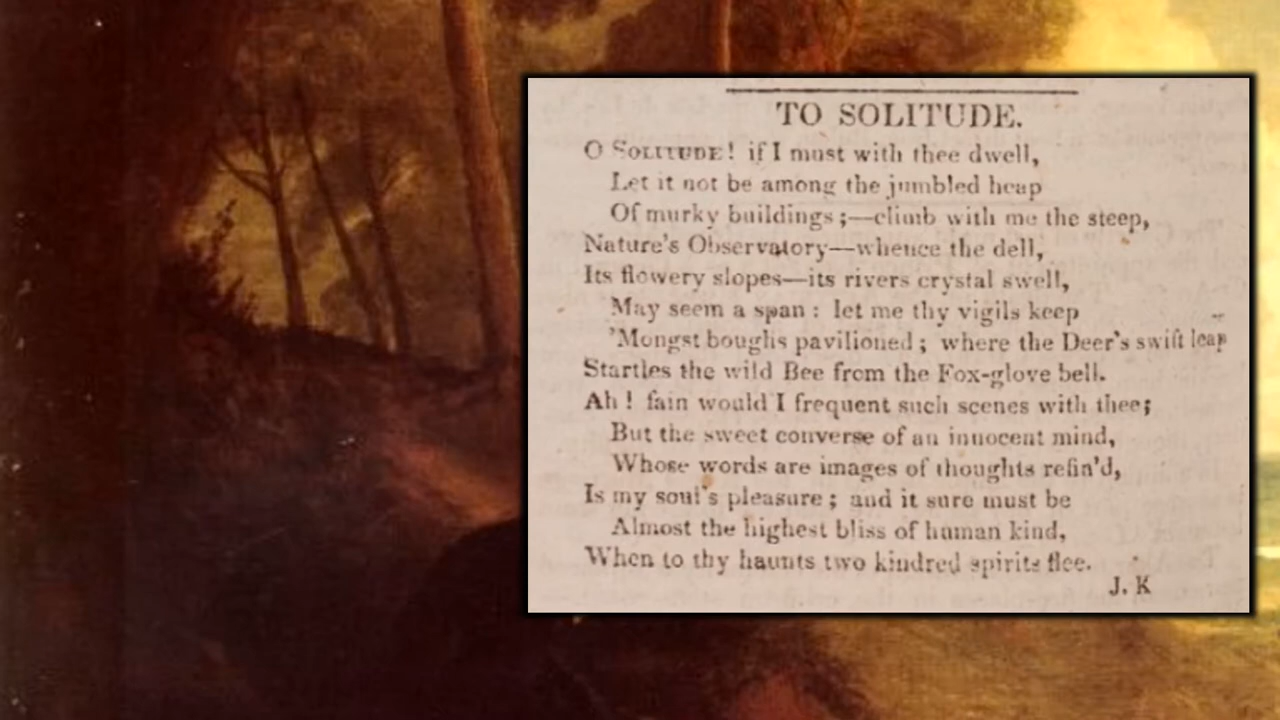 TO SOLITUDE.
O SOLITUDE! if I must with thee dwell,
Let it not be among the jumbled heap
Of murky buildings;—climb with me the steep,
Nature's Observatory—whence the dell,
Its flowery slopes—its rivers crystal swell,
May seem a span: let me thy vigils keep
'Mongst boughs pavilioned; where the Deer's swift leap
Startles the wild Bee from the Fox-glove bell.
Ah! fain would I frequent such scenes with thee;
But the sweet converse of an innocent mind,
Whose words are images of thoughts refin'd,
Is my soul's pleasure; and it sure must be
Almost the highest bliss of human kind,
When to thy haunts two kindred spirits flee.
J. K